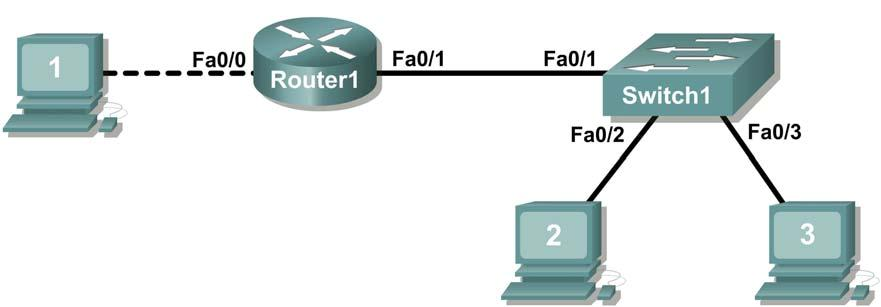 1
Fa0/0
Router1
Fa0/1
Fa0/1
Switch1
Fa0/2
Fa0/3
2
3